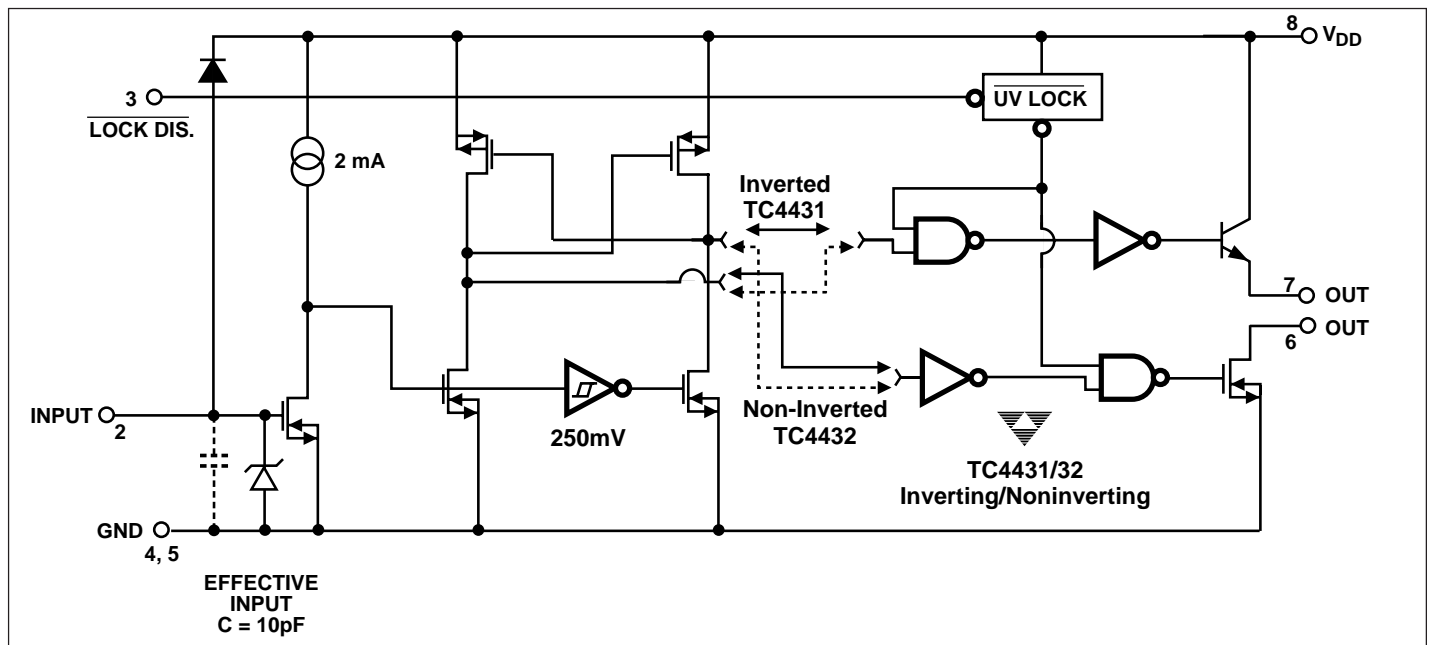 8
VDD
3
LOCK DIS.
UV LOCK
2 mA
Inverted
TC4431
7
OUT
OUT
6
INPUT
2
250mV
Non-Inverted
TC4432
TC4431/32
Inverting/Noninverting
GND
4, 5
EFFECTIVE
INPUT
C = 10pF